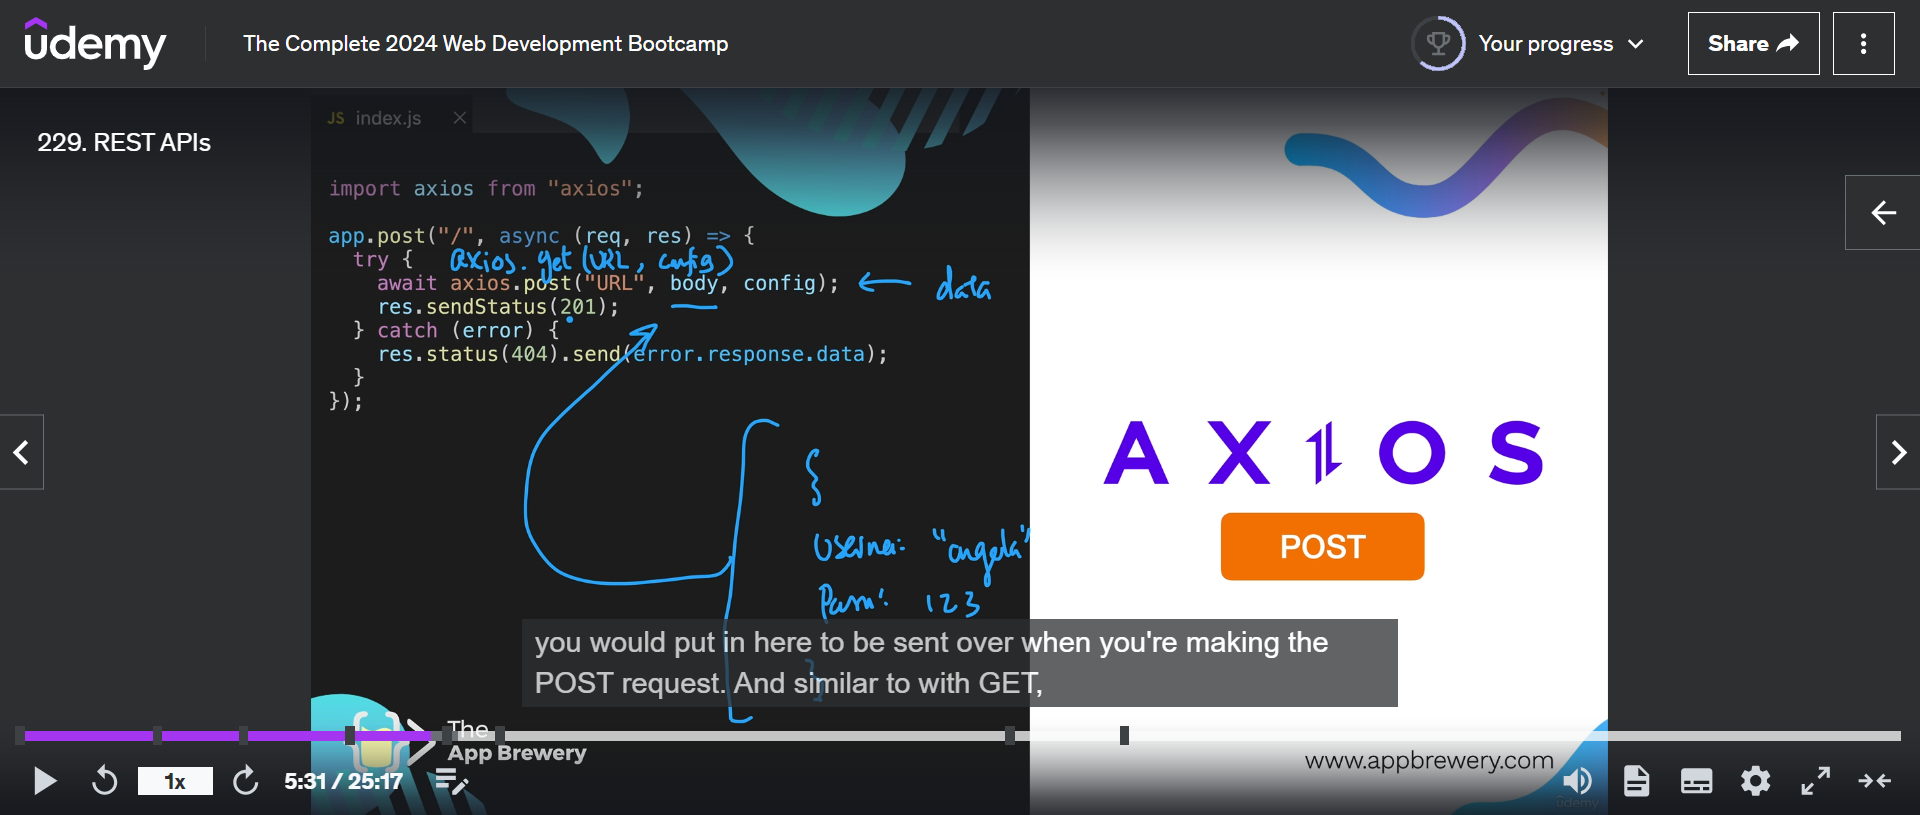 udemy
The Complete 2024 Web Development Bootcamp
Your progress
Share
229. REST APIs
JS index.js
import axios from "axios";
app.post("/", async (req, res) => {
try {
axios.get (URL, config)
await axios.post("URL", body, config);
data
res.sendStatus(201);
} catch (error) {
res.status(404).send(error.response.data);
}
});
{
"angela"
123
}
AXIOS
POST
you would put in here to be sent over when you're making the
POST request. And similar to with GET,
The
App Brewery
www.appbrewery.com
1x
5:31 / 25:17
udemy